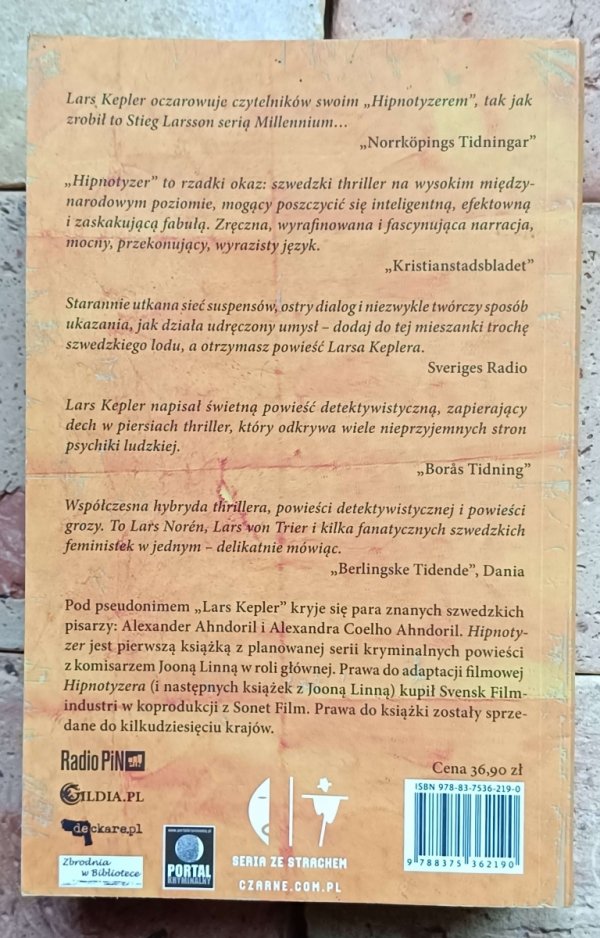 Lars Kepler oczarowuje czytelników swoim „Hipnotyzerem”, tak jak
zrobił to Stieg Larsson serią Millennium…
„Norrköpings Tidningar”
„Hipnotyzer” to rzadki okaz: szwedzki thriller na wysokim między-
narodowym poziomie, mogący poszczycić się inteligentną, efektowną
i zaskakującą fabułą. Zręczna, wyrafinowana i fascynująca narracja,
mocny, przekonujący, wyrazisty język.
„Kristianstadsbladet”
Starannie utkana sieć suspensów, ostry dialog i niezwykle twórczy sposób
ukazania, jak działa udręczony umysł – dodaj do tej mieszanki trochę
szwedzkiego lodu, a otrzymasz powieść Larsa Keplera.
Sveriges Radio
Lars Kepler napisał świetną powieść detektywistyczną, zapierający
dech w piersiach thriller, który odkrywa wiele nieprzyjemnych stron
psychiki ludzkiej.
„Borås Tidning”
Współczesna hybryda thrillera, powieści detektywistycznej i powieści
grozy. To Lars Norén, Lars von Trier i kilka fanatycznych szwedzkich
feministek w jednym – delikatnie mówiąc.
„Berlingske Tidende”, Dania
Pod pseudonimem „Lars Kepler” kryje się para znanych szwedzkich
pisarzy: Alexander Ahndoril i Alexandra Coelho Ahndoril. Hipnoty-
zer jest pierwszą książką z planowanej serii kryminalnych powieści
z komisarzem Jooną Linną w roli głównej. Prawa do adaptacji filmowej
Hipnotyzera (i następnych książek z Jooną Linną) kupił Svensk Film-
industri w koprodukcji z Sonet Film. Prawa do książki zostały sprze-
dane do kilkudziesięciu krajów.
Radio PiN
GILDIA.PL
deckare.pl
Zbrodnia
w Bibliotece
PORTAL
KRYMINALNY
SERIA ZE STRACHEM
CZARNE.COM.PL
Cena 36,90 zł
ISBN 978-83-7536-219-0
9 788375 362190